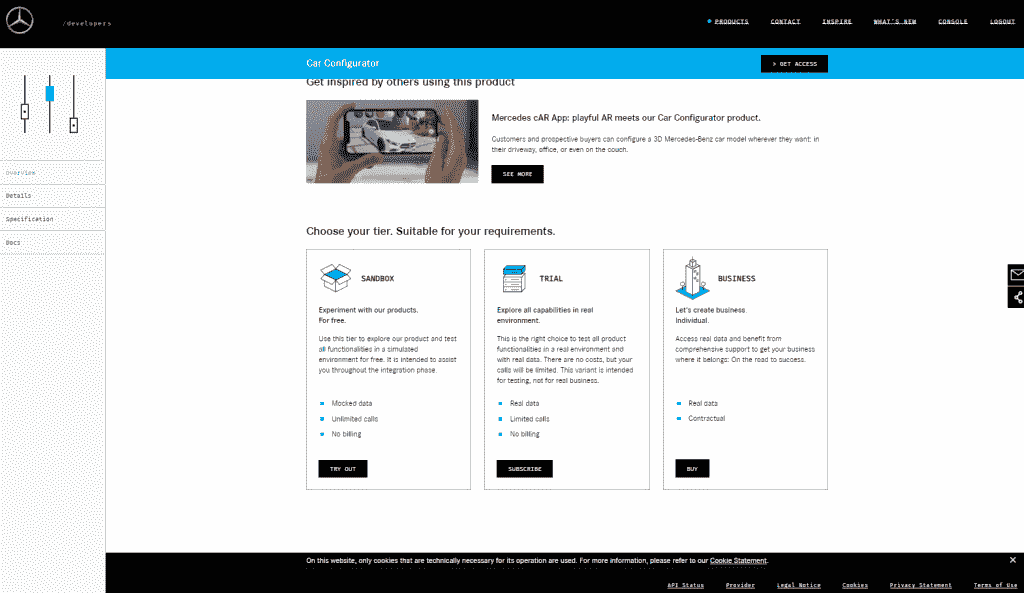 /developers
PRODUCTS
CONTACT
INSPIRE
WHAT'S NEW
CONSOLE
LOGOUT
Car Configurator
> GET ACCESS
Get inspired by others using this product
Mercedes cAR App: playful AR meets our Car Configurator product.
Customers and prospective buyers can configure a 3D Mercedes-Benz car model wherever they want: in
their driveway, office, or even on the couch.
SEE MORE
Overview
Details
Specification
Docs
Choose your tier. Suitable for your requirements.
SANDBOX
Experiment with our products.
For free.
Use this tier to explore our product and test
all functionalities in a simulated
environment for free. It is intended to assist
you throughout the integration phase.
Mocked data
Unlimited calls
No billing
TRY OUT
TRIAL
Explore all capabilities in real
environment.
This is the right choice to test all product
functionalities in a real environment and
with real data. There are no costs, but your
calls will be limited. This variant is intended
for testing, not for real business.
Real data
Limited calls
No billing
SUBSCRIBE
BUSINESS
Let's create business.
Individual.
Access real data and benefit from
comprehensive support to get your business
where it belongs: On the road to success.
Real data
Contractual
BUY
On this website, only cookies that are technically necessary for its operation are used. For more information, please refer to our Cookie Statement.
API Status
Provider
Legal Notice
Cookies
Privacy Statement
Terms of Use